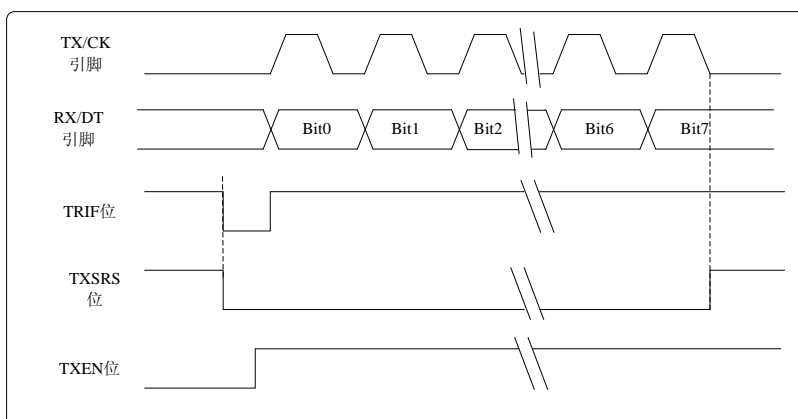 TX/CK
引脚
RX/DT
引脚
Bit0 Bit1 Bit2 Bit6 Bit7
TRIF位
TXSRS
位
TXEN位